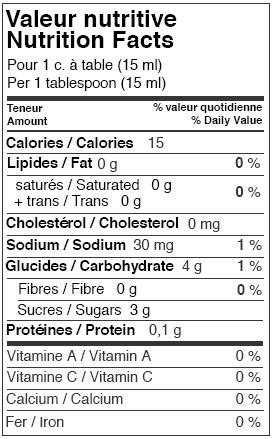 Valeur nutritive
Nutrition Facts
Pour 1 c. à table (15 ml)
Per 1 tablespoon (15 ml)
Teneur % valeur quotidienne
Amount % Daily Value
Calories / Calories 15
Lipides / Fat 0 g 0 %
saturés / Saturated 0 g
+ trans / Trans 0 g 0 %
Cholestérol / Cholesterol 0 mg
Sodium / Sodium 30 mg 1 %
Glucides / Carbohydrate 4 g 1 %
Fibres / Fibre 0 g 0 %
Sucres / Sugars 3 g
Protéines / Protein 0,1 g
Vitamine A / Vitamin A 0 %
Vitamine C / Vitamin C 0 %
Calcium / Calcium 0 %
Fer / Iron 0 %